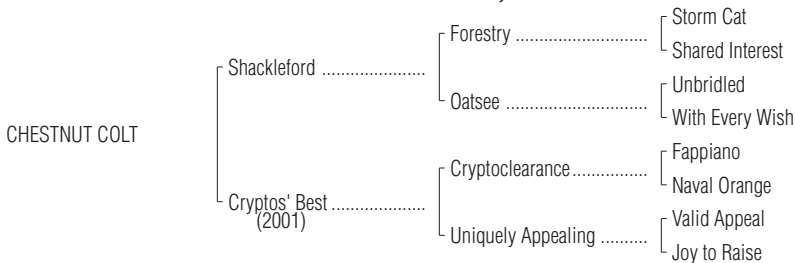 Storm Cat
Forestry ....................................
Shared Interest
Shackleford ............................
Unbridled
Oatsee ......................................
With Every Wish
CHESTNUT COLT
Fappiano
Cryptoclearance.....................
Naval Orange
Cryptos' Best .........................
(2001)
Valid Appeal
Uniquely Appealing .............
Joy to Raise